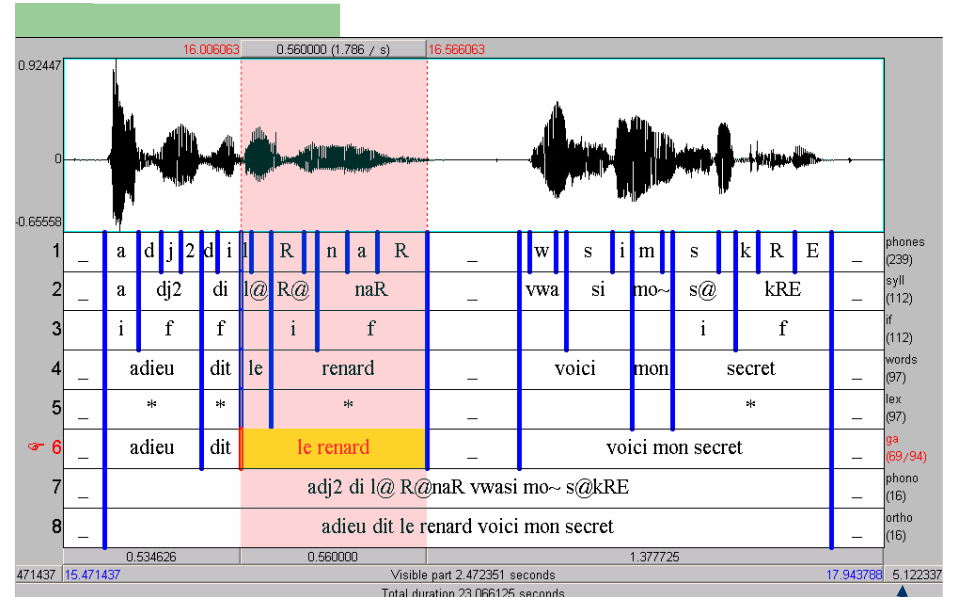 16.006063 0.560000 (1.786 / s) 16.566063
0.92447
0
-0.65558
1 _ a d j 2 d i l R n a R _ w s i m s k R E _ phones (239)
2 _ a dj2 di l@ R@ naR _ vwa si mo~ s@ kRE _ syll (112)
3 i f f i f i f if (112)
4 _ adieu dit le renard _ voici mon secret _ words (97)
5 _ * * * _ * _ lex (97)
6 _ adieu dit le renard _ voici mon secret _ ga (69/94)
7 _ adj2 di l@ R@naR vwasi mo~ s@kRE _ phono (16)
8 _ adieu dit le renard voici mon secret _ ortho (16)
0.534626 0.560000 1.377725
471437 15.471437 Visible part 2.472351 seconds 17.943788 5.122337
Total duration 23.066125 seconds